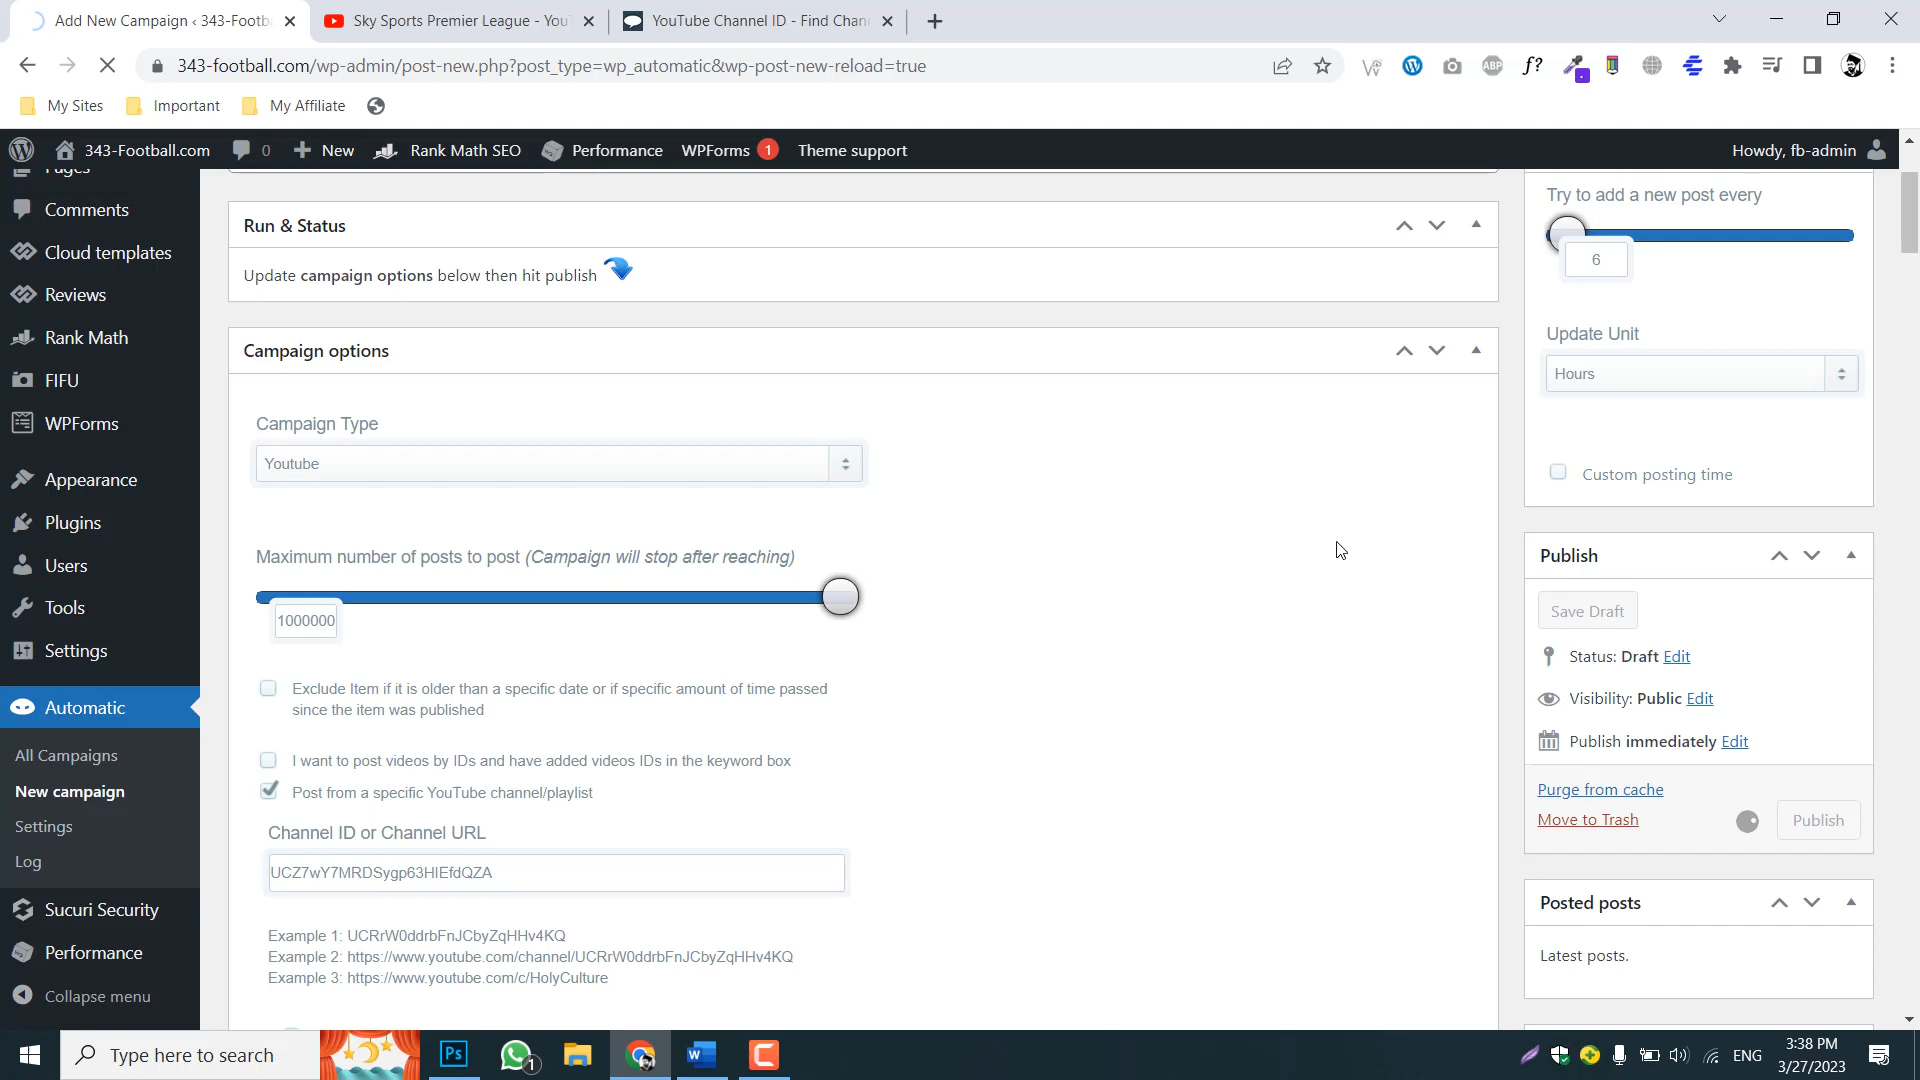 Add New Campaign ‹ 343-Footb
Sky Sports Premier League - You
YouTube Channel ID - Find Chan
343-football.com/wp-admin/post-new.php?post_type=wp_automatic&wp-post-new-reload=true
ABP
f?
My Sites
Important
My Affiliate
343-Football.com
0
New
Rank Math SEO
Performance
WPForms 1
Theme support
Howdy, fb-admin
Pages
Comments
Cloud templates
Reviews
Rank Math
FIFU
WPForms
Appearance
Plugins
Users
Tools
Settings
Automatic
All Campaigns
New campaign
Settings
Log
Sucuri Security
Performance
Collapse menu
Run & Status
Update campaign options below then hit publish
Campaign options
Campaign Type
Youtube
Maximum number of posts to post (Campaign will stop after reaching)
1000000
Exclude Item if it is older than a specific date or if specific amount of time passed
since the item was published
I want to post videos by IDs and have added videos IDs in the keyword box
Post from a specific YouTube channel/playlist
Channel ID or Channel URL
UCZ7wY7MRDSygp63HIEfdQZA
Example 1: UCRrW0ddrbFnJCbyZqHHv4KQ
Example 2: https://www.youtube.com/channel/UCRrW0ddrbFnJCbyZqHHv4KQ
Example 3: https://www.youtube.com/c/HolyCulture
Try to add a new post every
6
Update Unit
Hours
Custom posting time
Publish
Save Draft
Status: Draft Edit
Visibility: Public Edit
Publish immediately Edit
Purge from cache
Move to Trash
Publish
Posted posts
Latest posts.
Type here to search
Ps
1
ENG
3:38 PM
3/27/2023